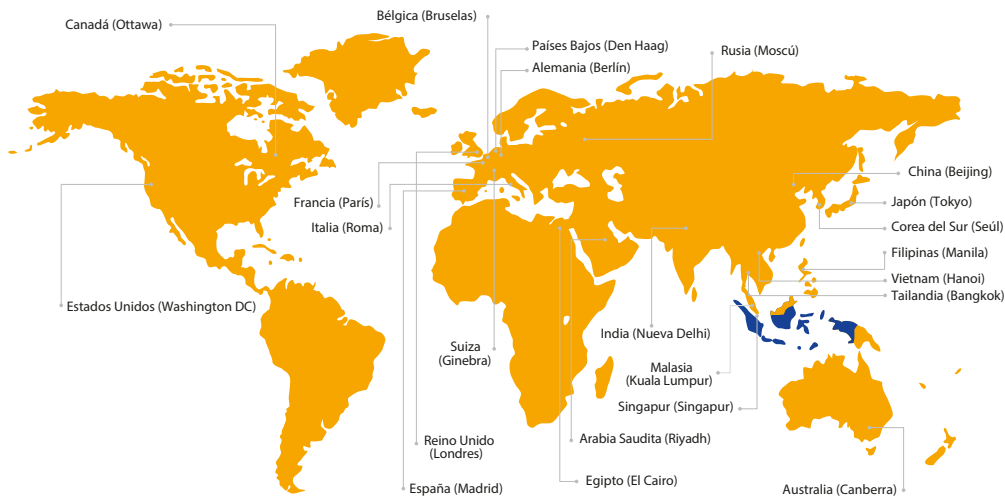 Bélgica (Bruselas)
Canadá (Ottawa)
Países Bajos (Den Haag)
Rusia (Moscú)
Alemania (Berlín)
China (Beijing)
Francia (París)
Japón (Tokyo)
Italia (Roma)
Corea del Sur (Seúl)
Filipinas (Manila)
Vietnam (Hanoi)
Tailandia (Bangkok)
Estados Unidos (Washington DC)
India (Nueva Delhi)
Suiza
(Ginebra)
Malasia
(Kuala Lumpur)
Singapur (Singapur)
Reino Unido
(Londres)
Arabia Saudita (Riyadh)
Egipto (El Cairo)
España (Madrid)
Australia (Canberra)